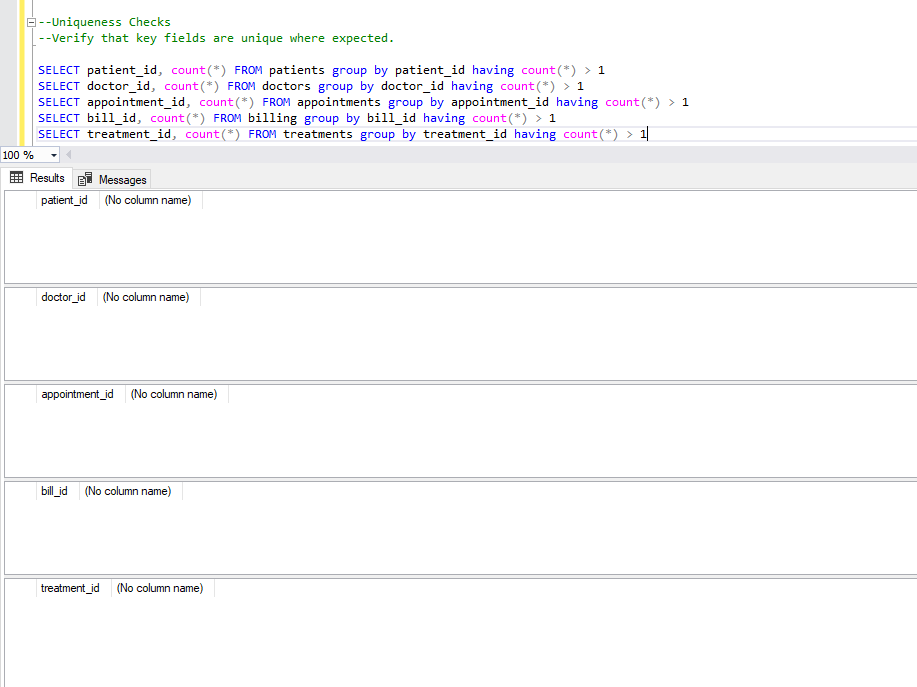 --Uniqueness Checks
--Verify that key fields are unique where expected.
SELECT patient_id, count(*) FROM patients group by patient_id having count(*) > 1
SELECT doctor_id, count(*) FROM doctors group by doctor_id having count(*) > 1
SELECT appointment_id, count(*) FROM appointments group by appointment_id having count(*) > 1
SELECT bill_id, count(*) FROM billing group by bill_id having count(*) > 1
SELECT treatment_id, count(*) FROM treatments group by treatment_id having count(*) > 1
100 %
Results Messages
patient_id (No column name)
doctor_id (No column name)
appointment_id (No column name)
bill_id (No column name)
treatment_id (No column name)